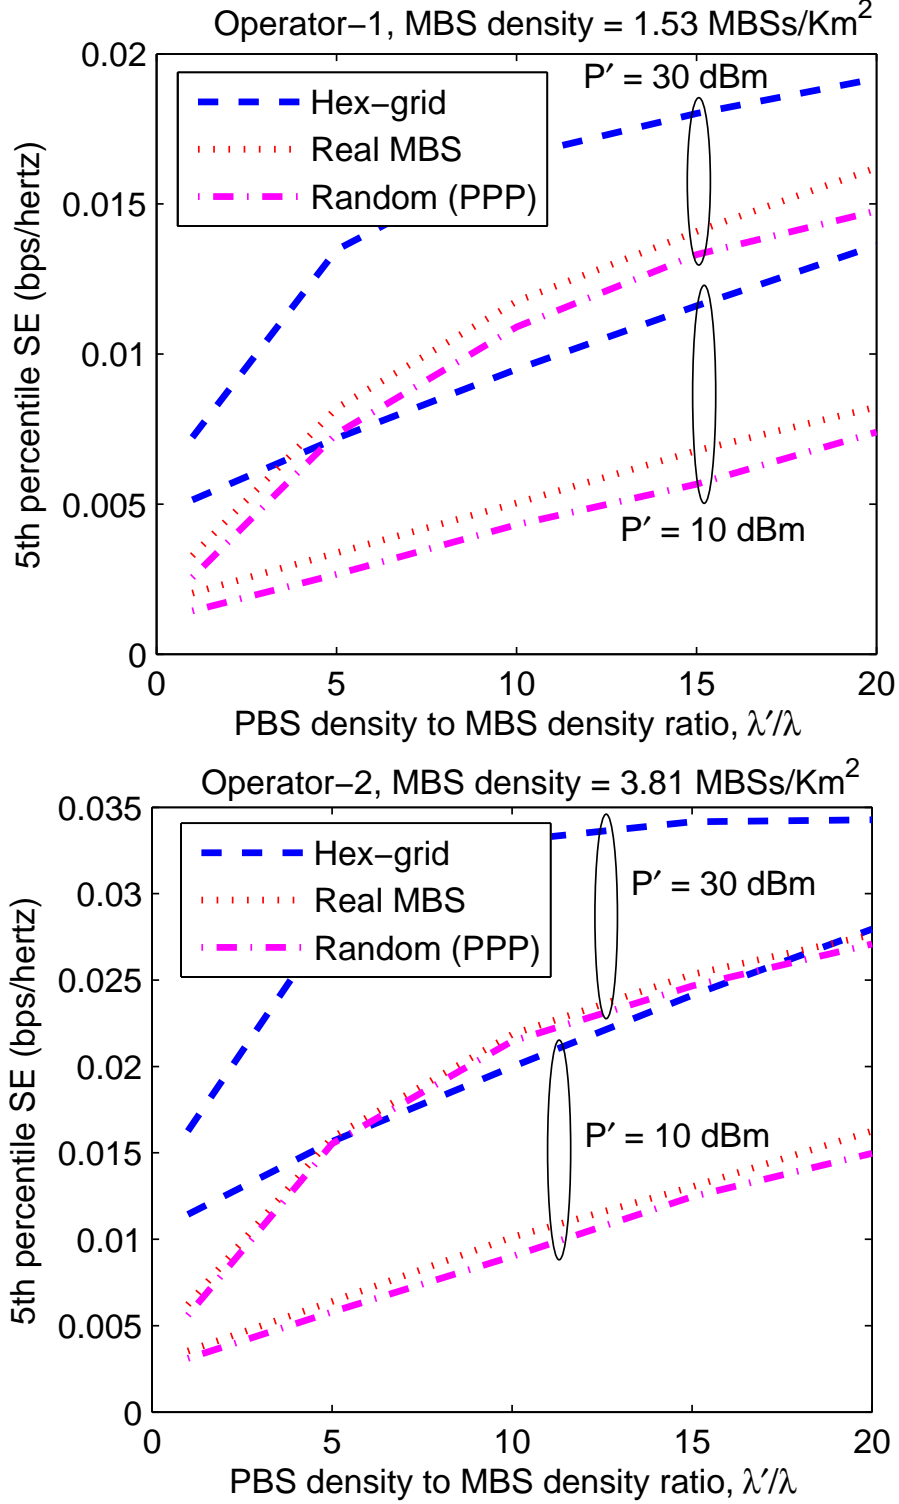 Operator−1, MBS density = 1.53 MBSs/Km²
0.02
0.015
0.01
0.005
0
5th percentile SE (bps/hertz)
Hex−grid
Real MBS
Random (PPP)
P′ = 30 dBm
P′ = 10 dBm
0 5 10 15 20
PBS density to MBS density ratio, λ′/λ
Operator−2, MBS density = 3.81 MBSs/Km²
0.035
0.03
0.025
0.02
0.015
0.01
0.005
0
5th percentile SE (bps/hertz)
Hex−grid
Real MBS
Random (PPP)
P′ = 30 dBm
P′ = 10 dBm
0 5 10 15 20
PBS density to MBS density ratio, λ′/λ